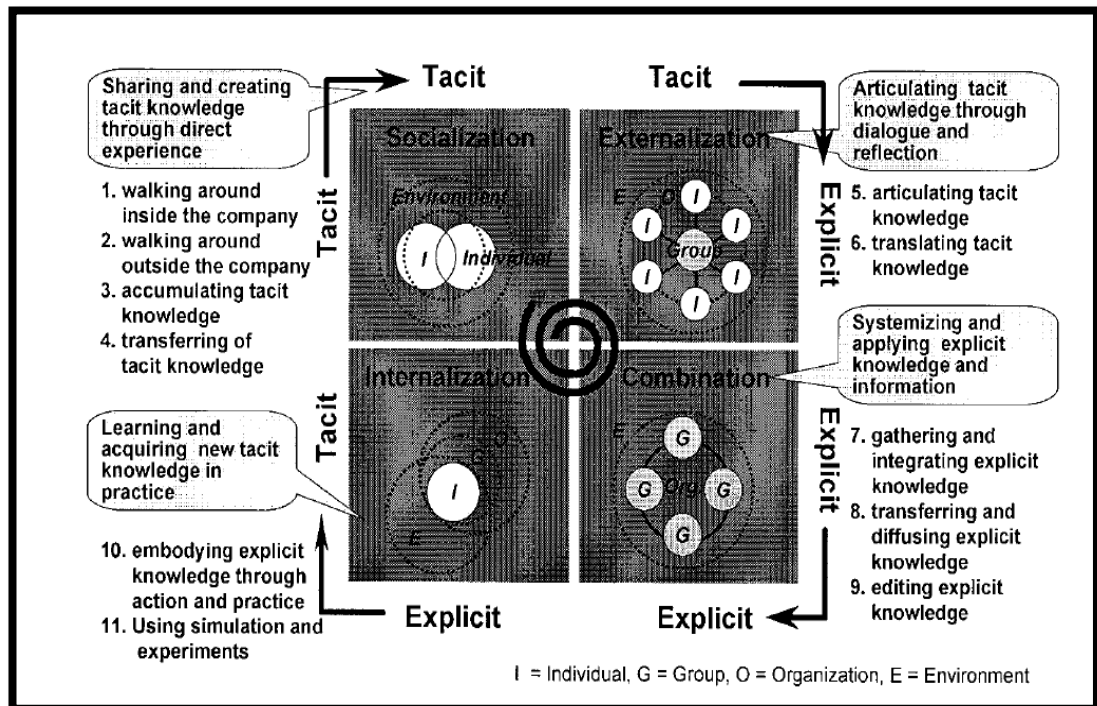 Tacit
Tacit
Sharing and creating
tacit knowledge
through direct
experience
Articulating tacit
knowledge through
dialogue and
reflection
Socialization
Externalization
1. walking around
inside the company
2. walking around
outside the company
3. accumulating tacit
knowledge
4. transferring of
tacit knowledge
Tacit
Environment
I
Individual
E
O
I
I
I
Group
I
I
I
Explicit
5. articulating tacit
knowledge
6. translating tacit
knowledge
Internalization
Combination
Systemizing and
applying explicit
knowledge and
information
Learning and
acquiring new tacit
knowledge in
practice
Tacit
O
G
I
E
E
G
G
Org.
G
G
Explicit
7. gathering and
integrating explicit
knowledge
8. transferring and
diffusing explicit
knowledge
9. editing explicit
knowledge
10. embodying explicit
knowledge through
action and practice
11. Using simulation and
experiments
Explicit
Explicit
I = Individual, G = Group, O = Organization, E = Environment